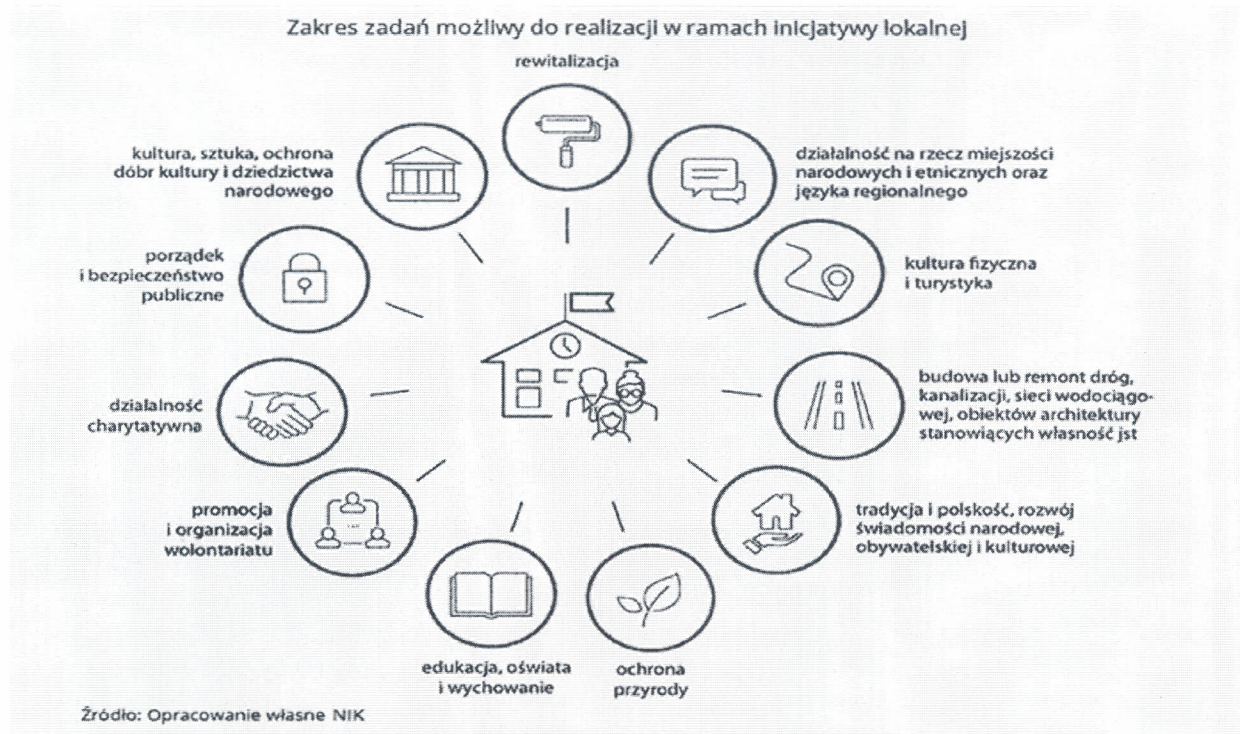 Zakres zadań możliwy do realizacji w ramach inicjatywy lokalnej
rewitalizacja
kultura, sztuka, ochrona
dóbr kultury i dziedzictwa
narodowego
działalność na rzecz miejszości
narodowych i etnicznych oraz
języka regionalnego
porządek
i bezpieczeństwo
publiczne
kultura fizyczna
i turystyka
działalność
charytatywna
budowa lub remont dróg,
kanalizacji, sieci wodociągo-
wej, obiektów architektury
stanowiących własność jst
promocja
i organizacja
wolontariatu
tradycja i polskość, rozwój
świadomości narodowej,
obywatelskiej i kulturowej
edukacja, oświata
i wychowanie
ochrona
przyrody
Źródło: Opracowanie własne NIK